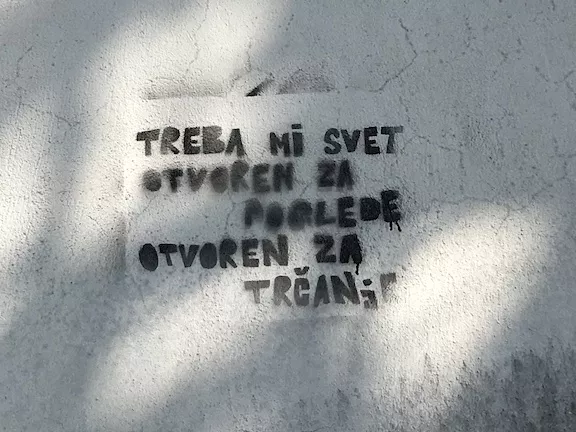 TREBA Mi SVET
OTVOREN ZA
POGLEDE
OTVOREN ZA
TRČANjE